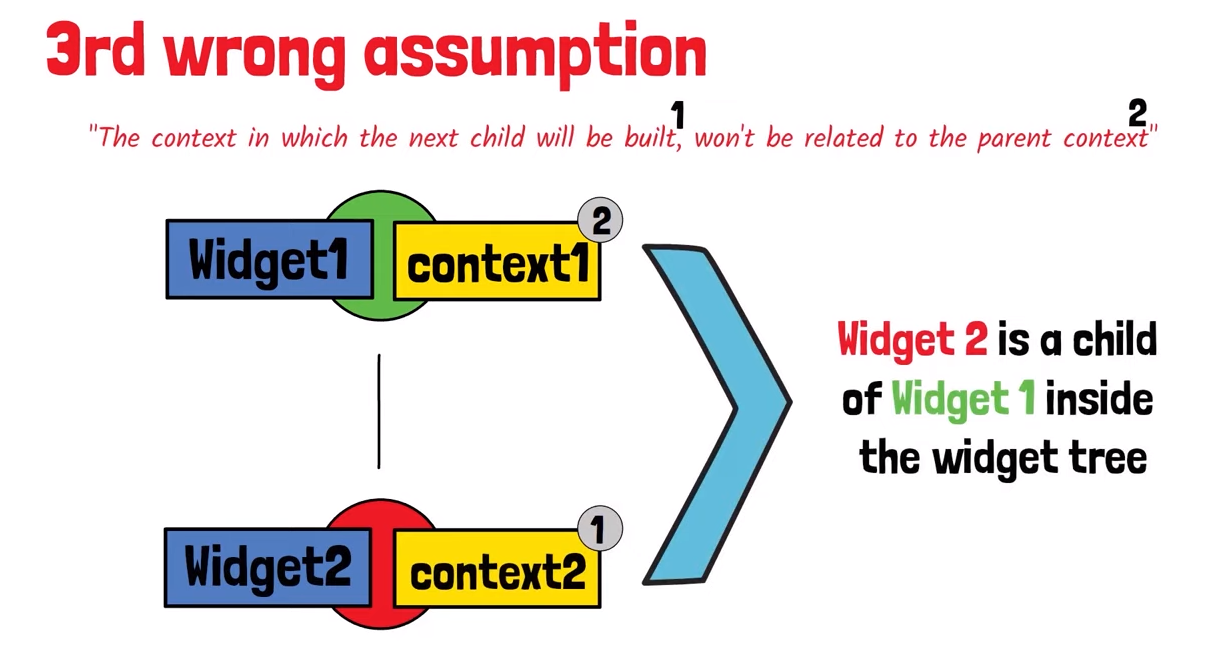 3rd wrong assumption
1 2
"The context in which the next child will be built, won't be related to the parent context"
2
Widget1 context1
Widget 2 is a child
of Widget 1 inside
the widget tree
1
Widget2 context2